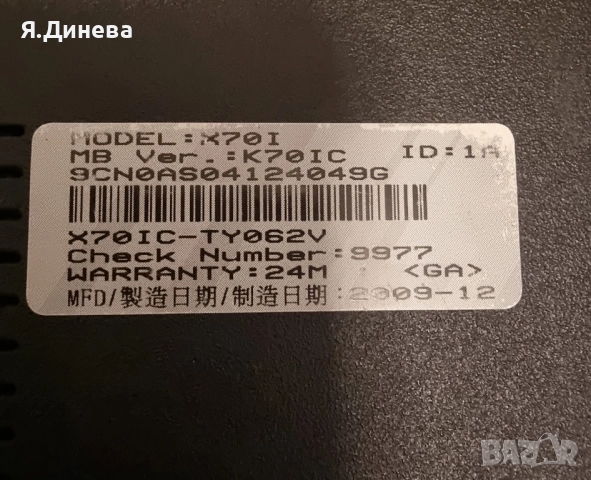 Я.Динева
MODEL:X70I
MB Ver.:K70IC ID:1A
9CN0AS04124049G
X70IC-TY062V
Check Number:9977
WARRANTY:24M <GA>
MFD/製造日期/制造日期:2009-12
BAZAR